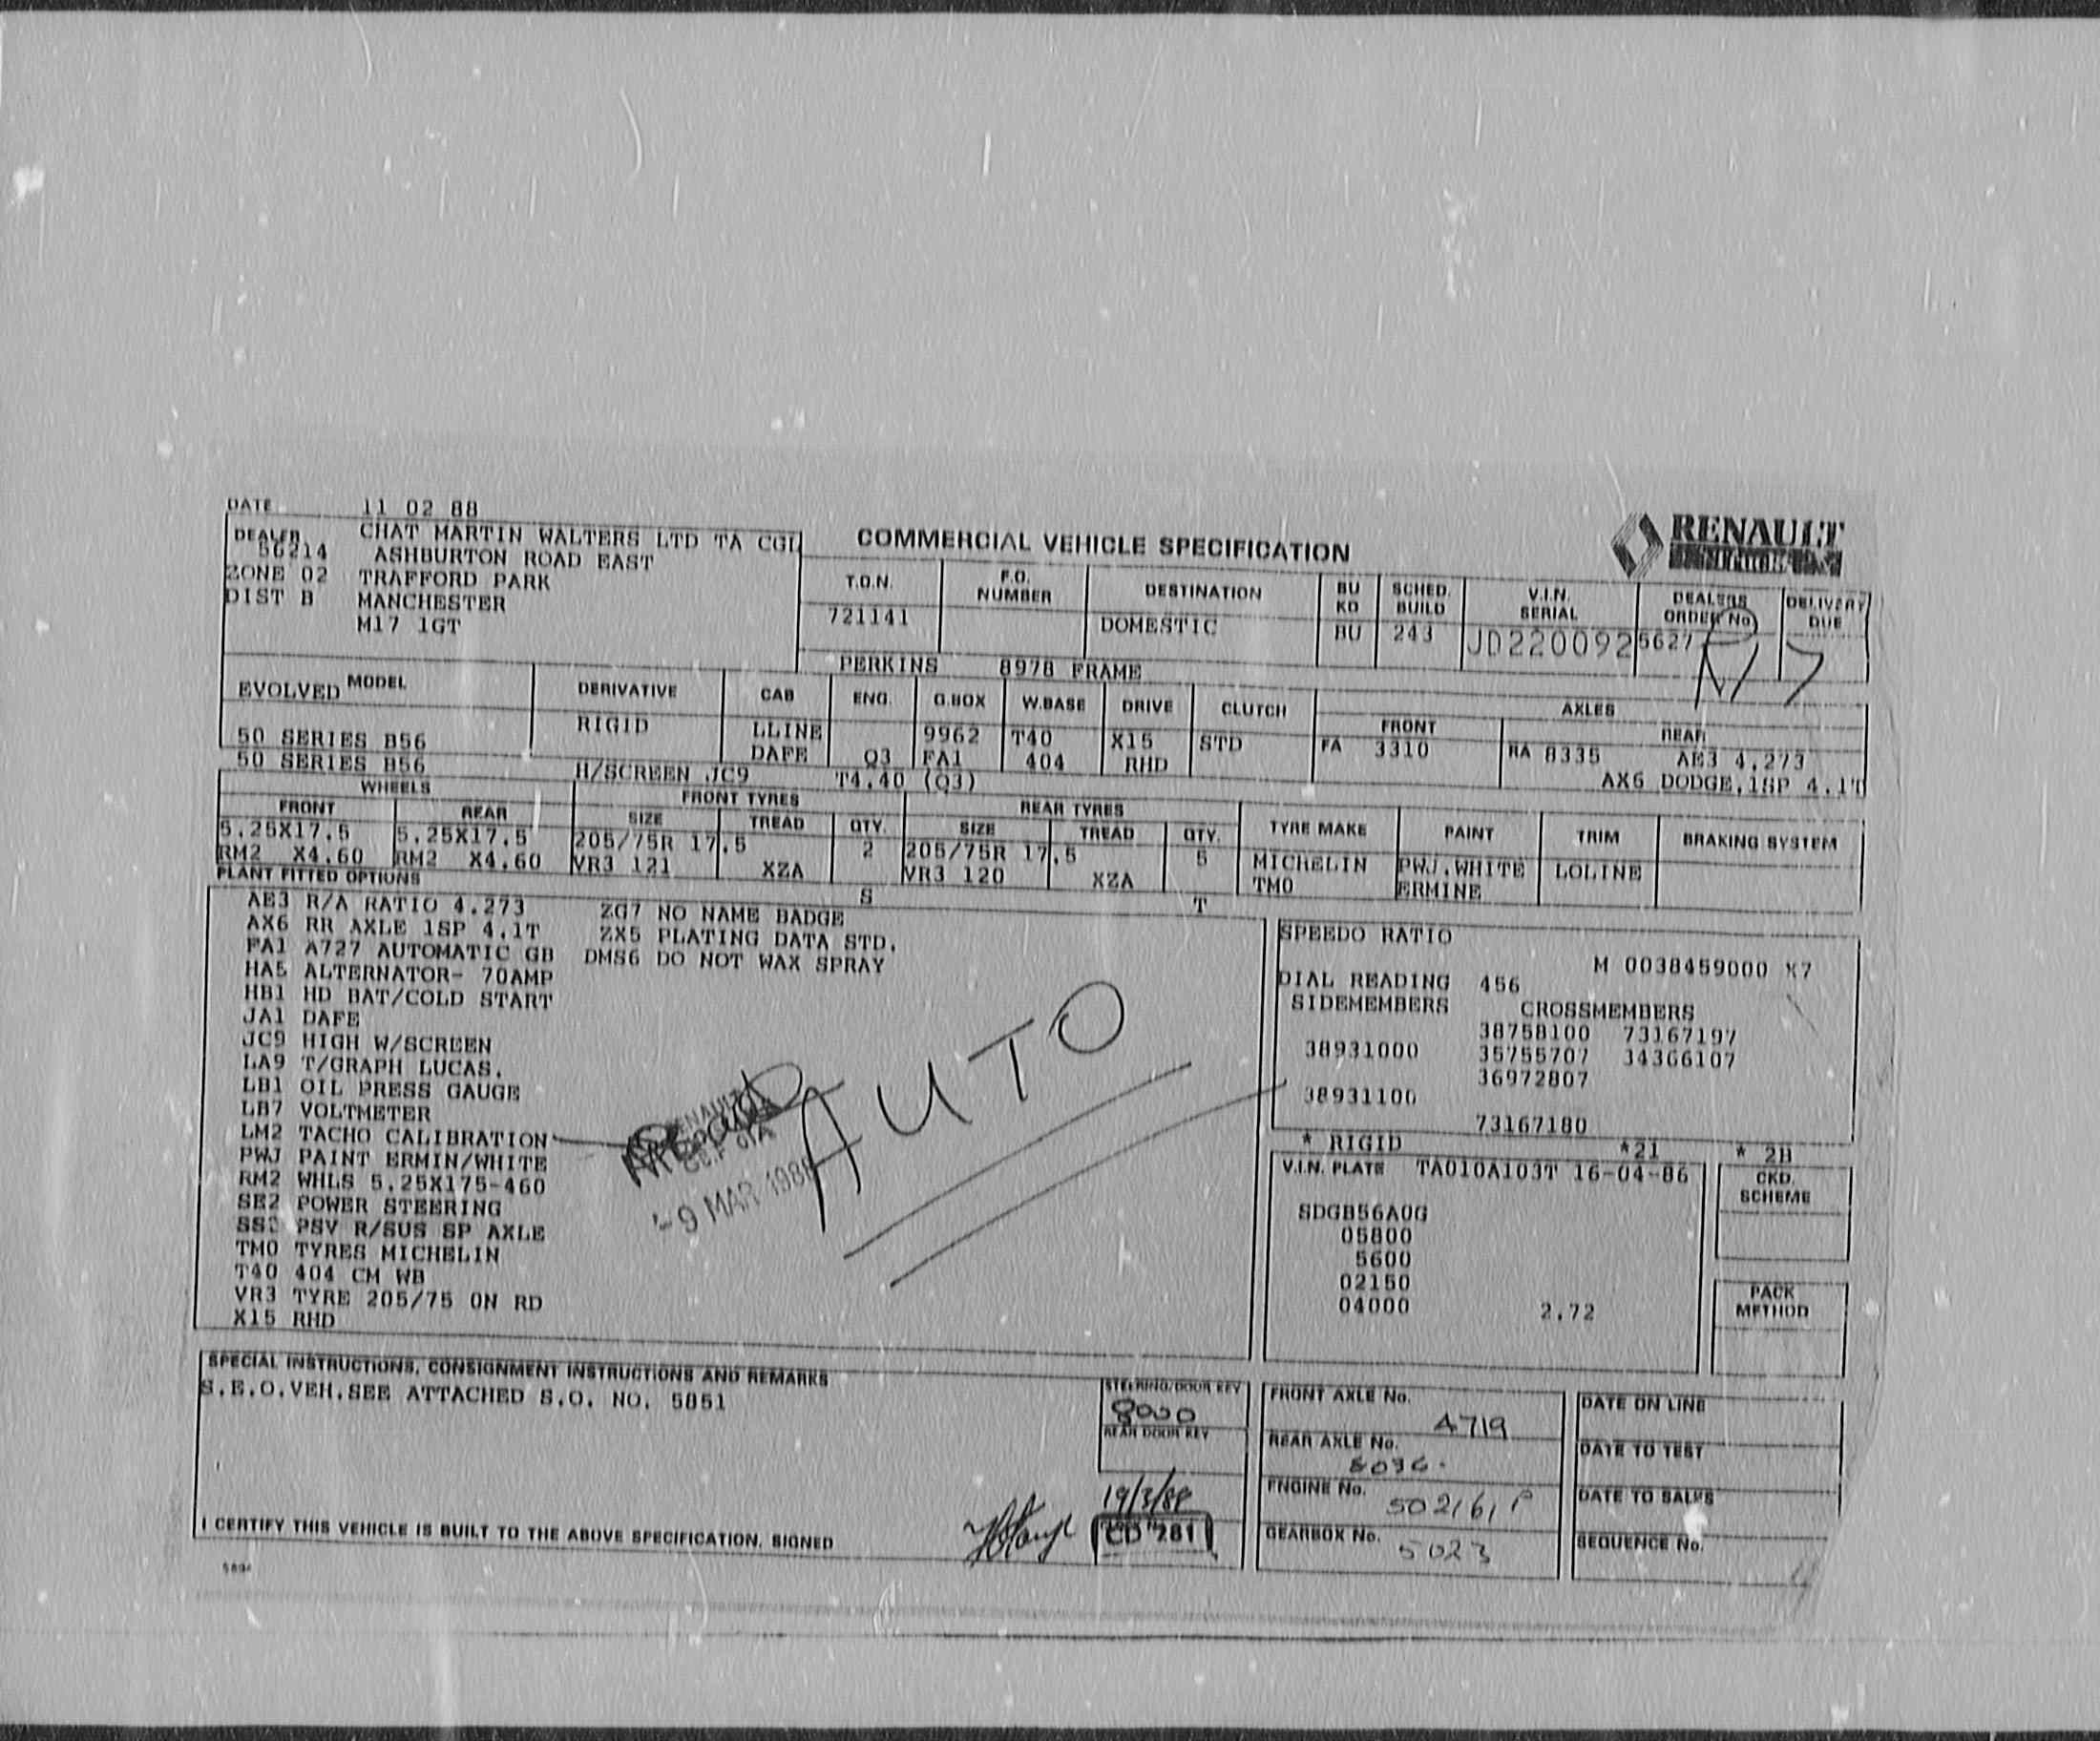 DATE 11 02 88
DEALER CHAT MARTIN WALTERS LTD TA CGL
56214 ASHBURTON ROAD EAST
ZONE 02 TRAFFORD PARK
DIST B MANCHESTER
M17 1GT
COMMERCIAL VEHICLE SPECIFICATION
RENAULT
T.O.N. F.O. NUMBER DESTINATION BU KD SCHED. BUILD V.I.N. SERIAL DEALERS ORDER No DELIVERY DUE
721141 DOMESTIC BU 243 JD220092 5627
PERKINS 8978 FRAME
EVOLVED MODEL DERIVATIVE CAB ENG. G.BOX W.BASE DRIVE CLUTCH AXLES
FRONT REAR
50 SERIES B56 RIGID LLINE 9962 T40 X15 STD FA 3310 RA 8335 AE3 4.273
50 SERIES B56 DAFE Q3 FA1 404 RHD
H/SCREEN JC9 T4.40 (Q3) AX6 DODGE,1SP 4.1T
WHEELS FRONT TYRES REAR TYRES
FRONT REAR SIZE TREAD QTY. SIZE TREAD QTY. TYRE MAKE PAINT TRIM BRAKING SYSTEM
5.25X17.5 5.25X17.5 205/75R 17.5 2 205/75R 17.5 5 MICHELIN PWJ.WHITE LOLINE
RM2 X4.60 RM2 X4.60 VR3 121 XZA VR3 120 XZA TM0 ERMINE
PLANT FITTED OPTIONS S T
AE3 R/A RATIO 4.273 ZG7 NO NAME BADGE
AX6 RR AXLE 1SP 4.1T ZX5 PLATING DATA STD.
FA1 A727 AUTOMATIC GB DMS6 DO NOT WAX SPRAY
HA5 ALTERNATOR- 70AMP
HB1 HD BAT/COLD START
JA1 DAFE
JC9 HIGH W/SCREEN
LA9 T/GRAPH LUCAS.
LB1 OIL PRESS GAUGE
LB7 VOLTMETER
LM2 TACHO CALIBRATION
PWJ PAINT ERMIN/WHITE
RM2 WHLS 5.25X175-460
SE2 POWER STEERING
PSV R/SUS SP AXLE
TM0 TYRES MICHELIN
T40 404 CM WB
VR3 TYRE 205/75 ON RD
X15 RHD
AUTO
RENAULT
9 MAR 1988
SPEEDO RATIO
M 0038459000 X7
DIAL READING 456
SIDEMEMBERS CROSSMEMBERS
38758100 73167197
38931000 35755707 34366107
36972807
38931100
73167180
* RIGID *21 * 2H
V.I.N. PLATE TA010A103T 16-04-86
SDGB56A0G
05800
5600
02150
04000 2.72
CKD. SCHEME
PACK METHOD
SPECIAL INSTRUCTIONS, CONSIGNMENT INSTRUCTIONS AND REMARKS
S.E.O.VEH.SEE ATTACHED S.O. NO. 5851
STEERING/DOOR KEY
8000
REAR DOOR KEY
19/3/88
CD 281
FRONT AXLE No. A719
REAR AXLE No.
ENGINE No. 502161 P
GEARBOX No. 5023
DATE ON LINE
DATE TO TEST
DATE TO SALES
SEQUENCE No.
I CERTIFY THIS VEHICLE IS BUILT TO THE ABOVE SPECIFICATION. SIGNED